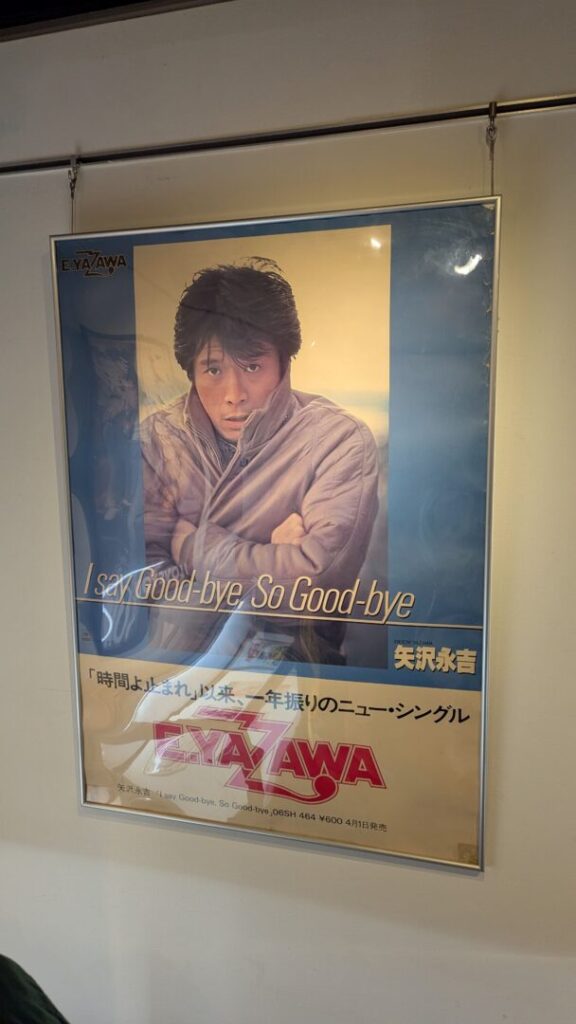 E.YAZAWA
I say Good-bye, So Good-bye
矢沢永吉
「時間よ止まれ」以来、一年振りのニュー・シングル
E.YAZAWA
矢沢永吉/「I say Good-bye, So Good-bye」06SH 464 ¥600 4月1日発売